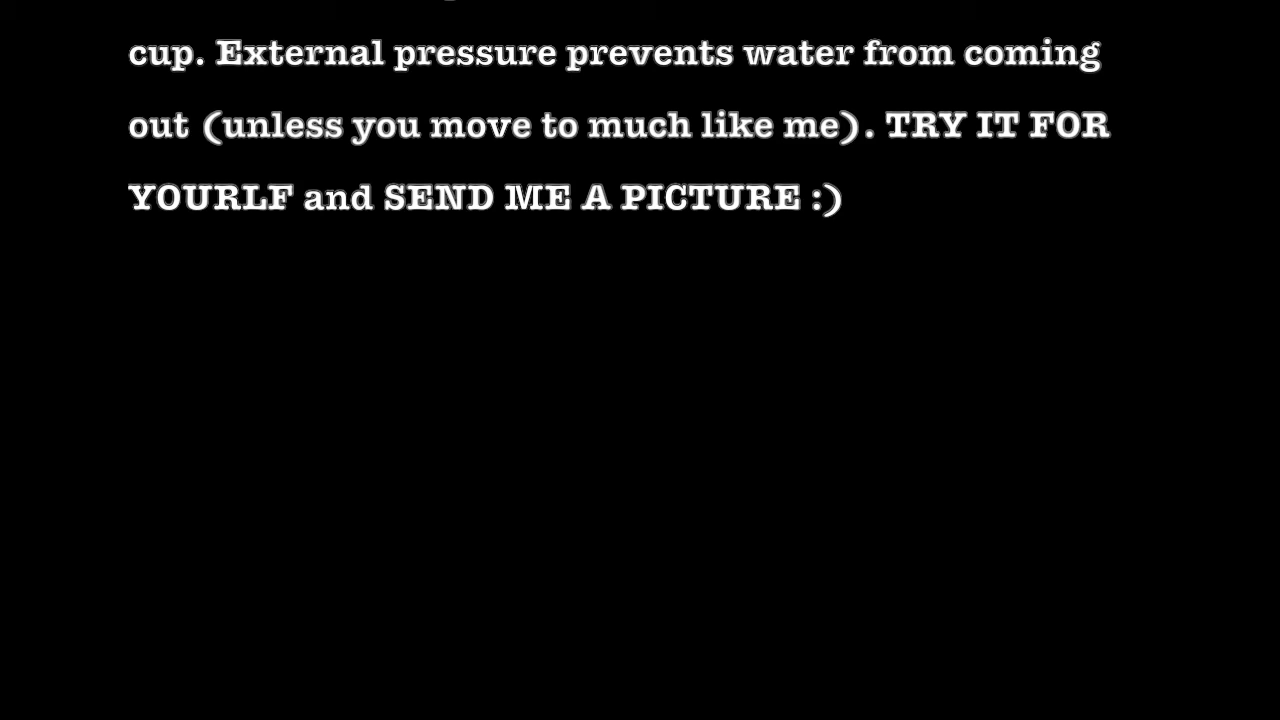 cup. External pressure prevents water from coming
out (unless you move to much like me). TRY IT FOR
YOURLF and SEND ME A PICTURE :)